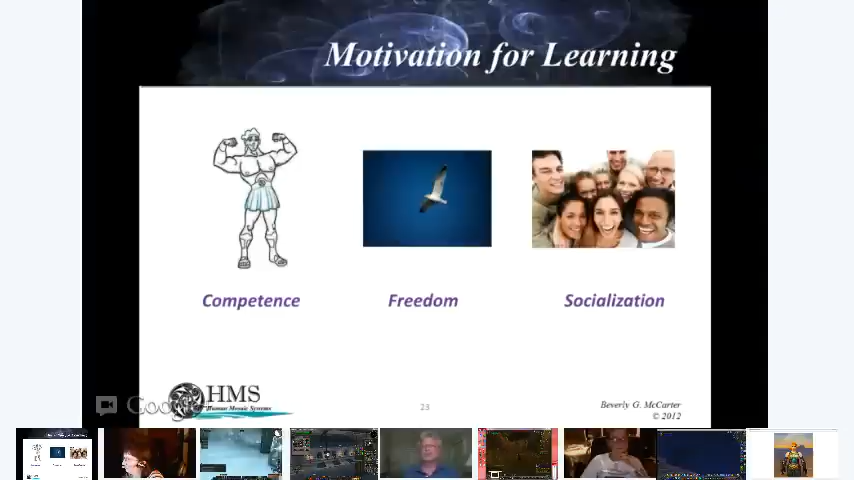 Motivation for Learning
Competence
Freedom
Socialization
HMS
Human Mosaic Systems
23
Beverly G. McCarter
© 2012